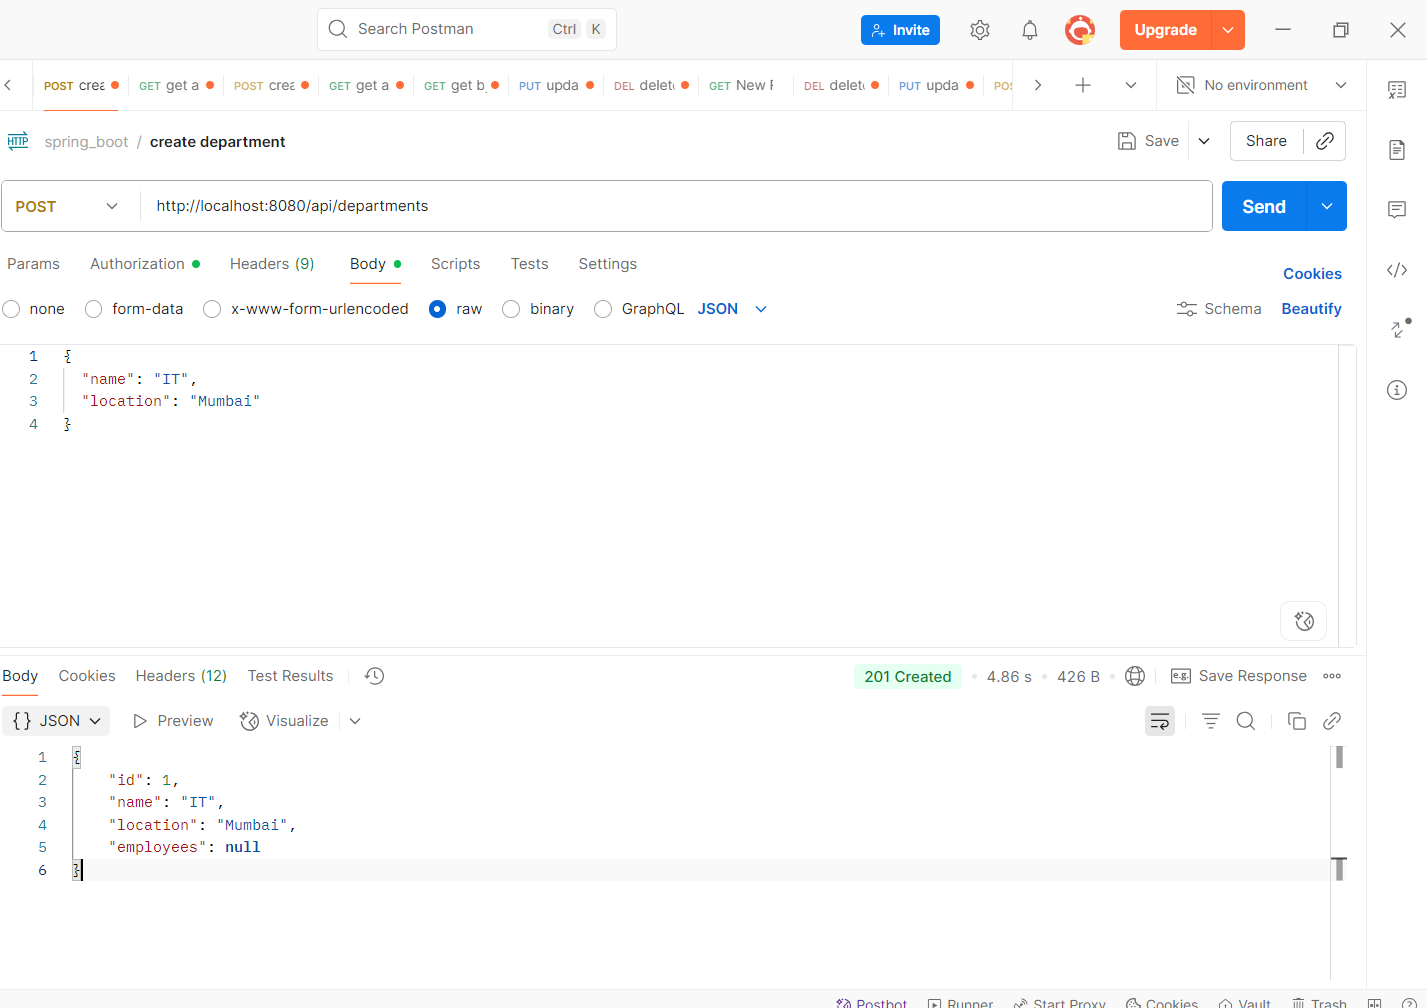 Search Postman Ctrl K Invite Upgrade
POST crea GET get a POST crea GET get a GET get b PUT upda DEL delet GET New DEL delet PUT upda No environment
HTTP spring_boot / create department Save Share
POST http://localhost:8080/api/departments Send
Params Authorization Headers (9) Body Scripts Tests Settings Cookies
none form-data x-www-form-urlencoded raw binary GraphQL JSON Schema Beautify
1 {
2 "name": "IT",
3 "location": "Mumbai"
4 }
Body Cookies Headers (12) Test Results 201 Created 4.86 s 426 B e.g. Save Response
{} JSON Preview Visualize
1 {
2 "id": 1,
3 "name": "IT",
4 "location": "Mumbai",
5 "employees": null
6 }
Postbot Runner Start Proxy Cookies Vault Trash